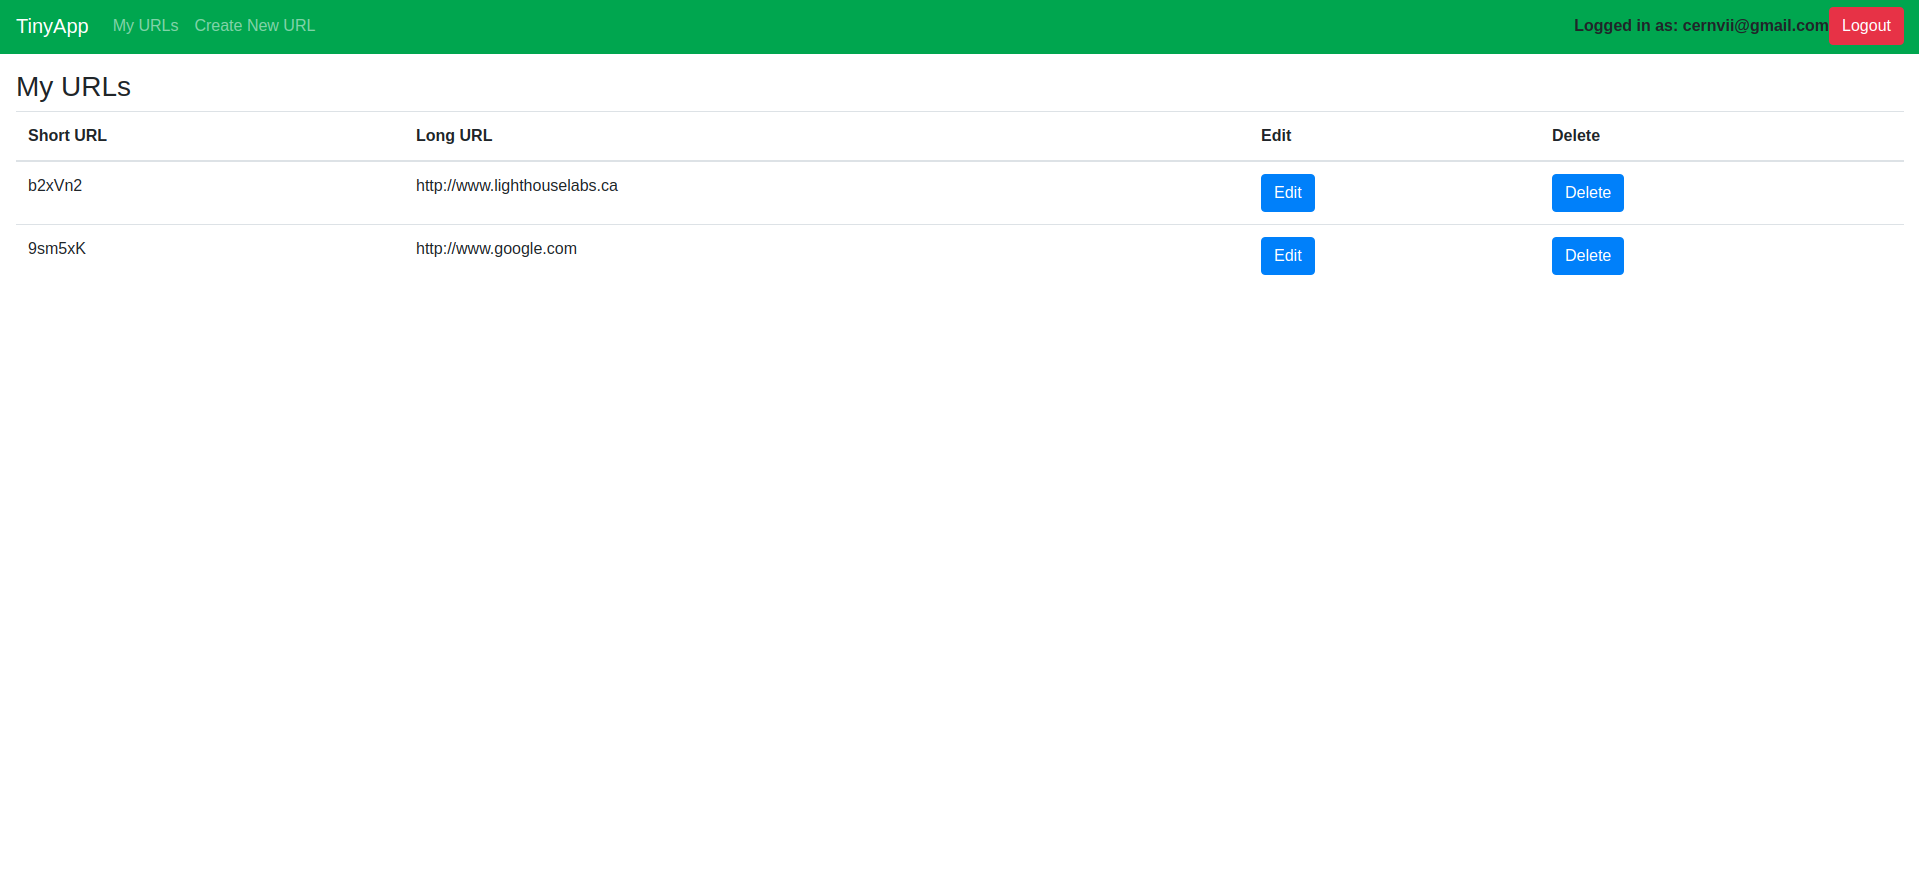 TinyApp My URLs Create New URL Logged in as: cernvii@gmail.com Logout
My URLs
Short URL Long URL Edit Delete
b2xVn2 http://www.lighthouselabs.ca Edit Delete
9sm5xK http://www.google.com Edit Delete